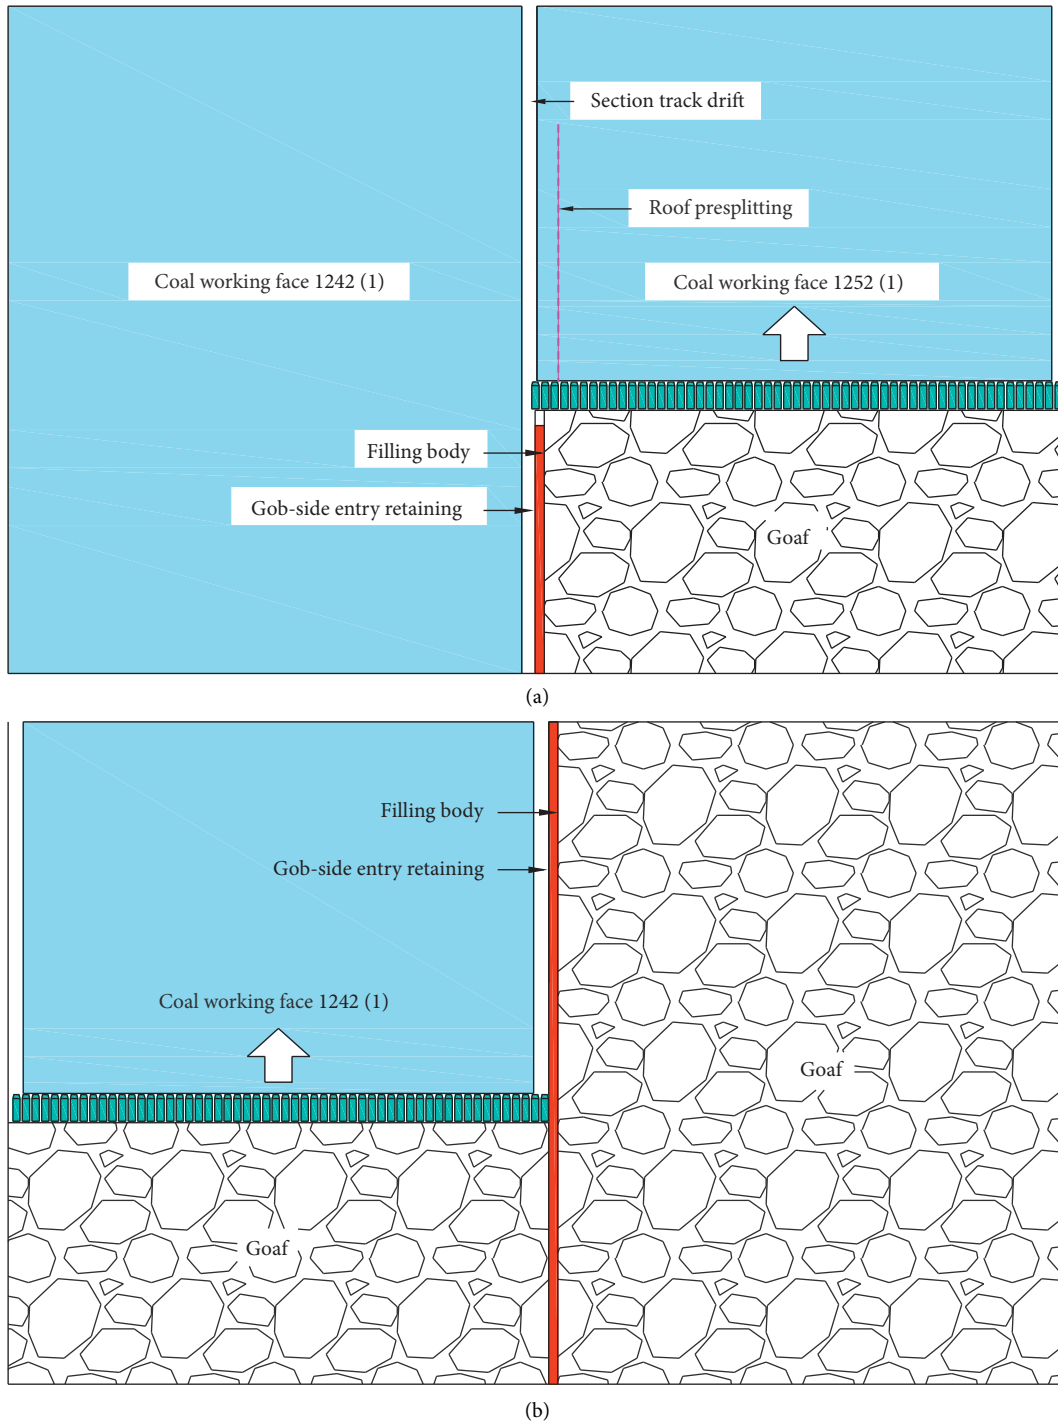 Section track drift
Roof presplitting
Coal working face 1242 (1)
Coal working face 1252 (1)
Filling body
Gob-side entry retaining
Goaf
(a)
Filling body
Gob-side entry retaining
Coal working face 1242 (1)
Goaf
Goaf
(b)